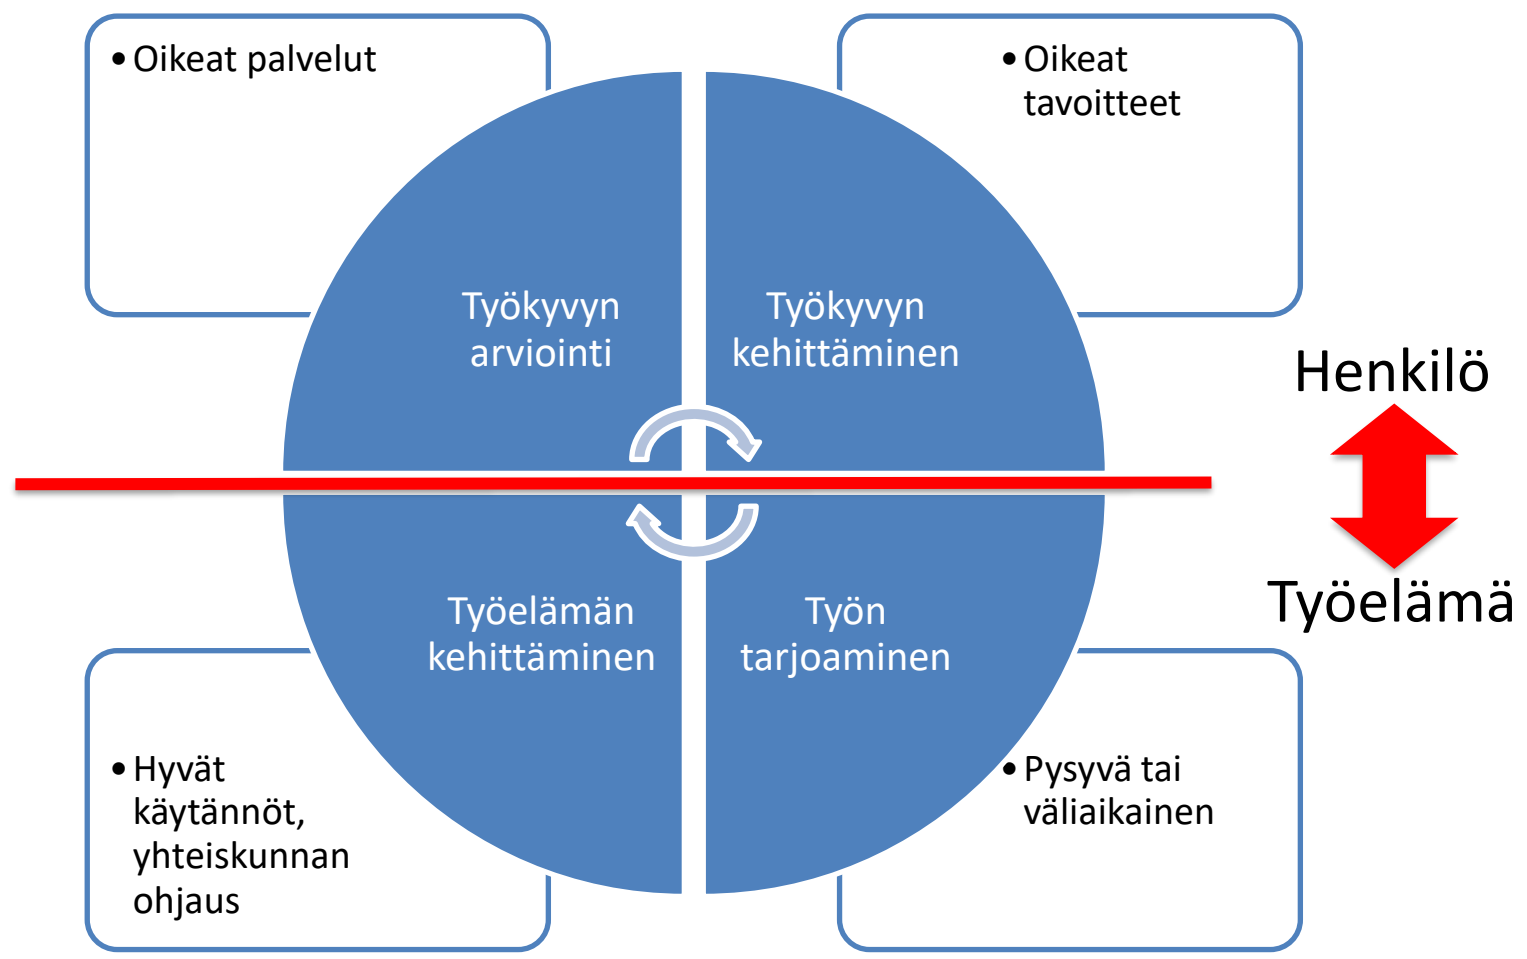 • Oikeat palvelut
• Oikeat
tavoitteet
Työkyvyn
arviointi
Työkyvyn
kehittäminen
Henkilö
Työelämä
Työelämän
kehittäminen
Työn
tarjoaminen
• Hyvät
käytännöt,
yhteiskunnan
ohjaus
• Pysyvä tai
väliaikainen